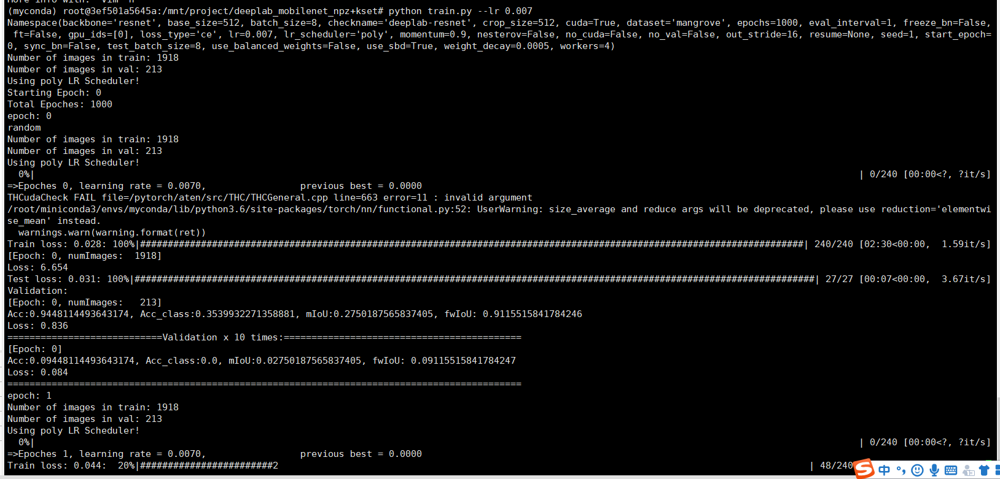 More info with: "vim -h"
(myconda) root@3ef501a5645a:/mnt/project/deeplab_mobilenet_npz+kset# python train.py --lr 0.007
Namespace(backbone='resnet', base_size=512, batch_size=8, checkname='deeplab-resnet', crop_size=512, cuda=True, dataset='mangrove', epochs=1000, eval_interval=1, freeze_bn=False,
 ft=False, gpu_ids=[0], loss_type='ce', lr=0.007, lr_scheduler='poly', momentum=0.9, nesterov=False, no_cuda=False, no_val=False, out_stride=16, resume=None, seed=1, start_epoch=
0, sync_bn=False, test_batch_size=8, use_balanced_weights=False, use_sbd=True, weight_decay=0.0005, workers=4)
Number of images in train: 1918
Number of images in val: 213
Using poly LR Scheduler!
Starting Epoch: 0
Total Epoches: 1000
epoch: 0
random
Number of images in train: 1918
Number of images in val: 213
Using poly LR Scheduler!
  0%| | 0/240 [00:00<?, ?it/s]
=>Epoches 0, learning rate = 0.0070,                 previous best = 0.0000
THCudaCheck FAIL file=/pytorch/aten/src/THC/THCGeneral.cpp line=663 error=11 : invalid argument
/root/miniconda3/envs/myconda/lib/python3.6/site-packages/torch/nn/functional.py:52: UserWarning: size_average and reduce args will be deprecated, please use reduction='elementwi
se_mean' instead.
  warnings.warn(warning.format(ret))
Train loss: 0.028: 100%|########################################################################################################################| 240/240 [02:30<00:00,  1.59it/s]
[Epoch: 0, numImages:  1918]
Loss: 6.654
Test loss: 0.031: 100%|###########################################################################################################################| 27/27 [00:07<00:00,  3.67it/s]
Validation:
[Epoch: 0, numImages:   213]
Acc:0.9448114493643174, Acc_class:0.3539932271358881, mIoU:0.2750187565837405, fwIoU: 0.9115515841784246
Loss: 0.836
============================Validation x 10 times:===========================================
[Epoch: 0]
Acc:0.09448114493643174, Acc_class:0.0, mIoU:0.02750187565837405, fwIoU: 0.09115515841784247
Loss: 0.084
=============================================================================================
epoch: 1
Number of images in train: 1918
Number of images in val: 213
Using poly LR Scheduler!
  0%| | 0/240 [00:00<?, ?it/s]
=>Epoches 1, learning rate = 0.0070,                 previous best = 0.0000
Train loss: 0.044:  20%|########################2 | 48/240
S 中 °,